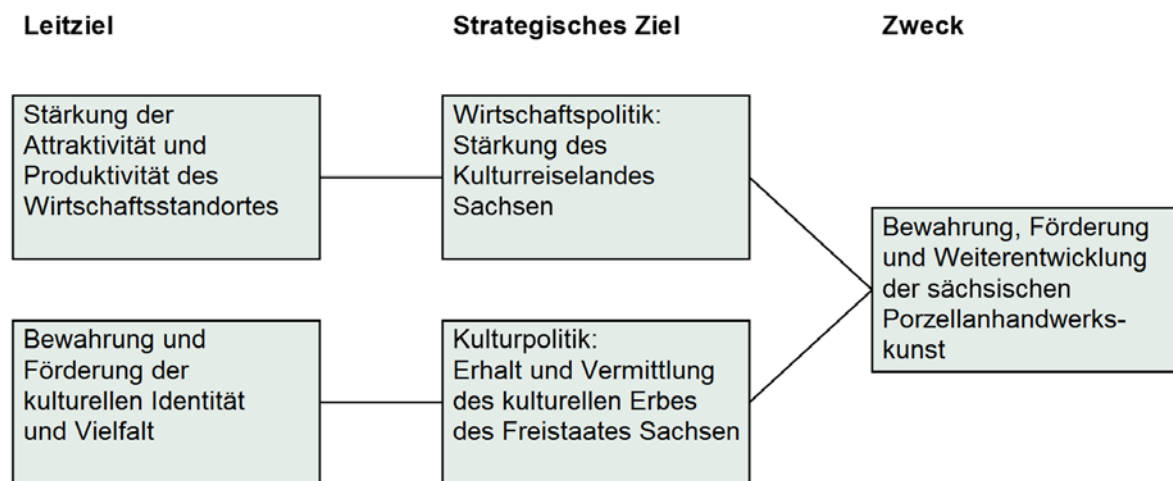 Leitziel
Strategisches Ziel
Zweck
Stärkung der
Attraktivität und
Produktivität des
Wirtschaftsstandortes
Wirtschaftspolitik:
Stärkung des
Kulturreiselandes
Sachsen
Bewahrung und
Förderung der
kulturellen Identität
und Vielfalt
Kulturpolitik:
Erhalt und Vermittlung
des kulturellen Erbes
des Freistaates Sachsen
Bewahrung, Förderung
und Weiterentwicklung
der sächsischen
Porzellanhandwerks-
kunst